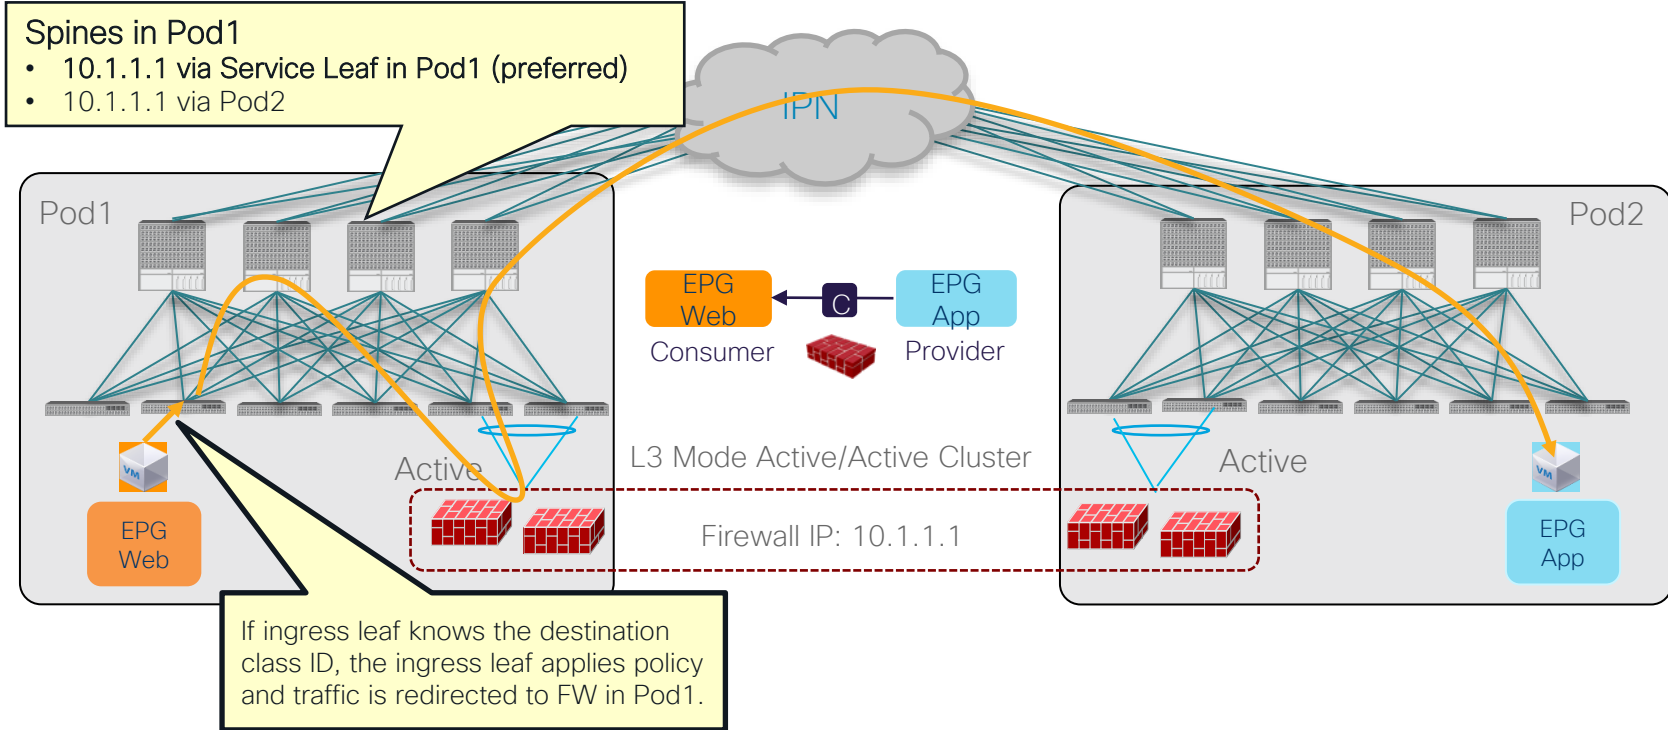 Spines in Pod1
• 10.1.1.1 via Service Leaf in Pod1 (preferred)
• 10.1.1.1 via Pod2
IPN
Pod1
Pod2
EPG
Web
C
EPG
App
Consumer
Provider
VM
Active
L3 Mode Active/Active Cluster
Active
VM
EPG
Web
Firewall IP: 10.1.1.1
EPG
App
If ingress leaf knows the destination
class ID, the ingress leaf applies policy
and traffic is redirected to FW in Pod1.